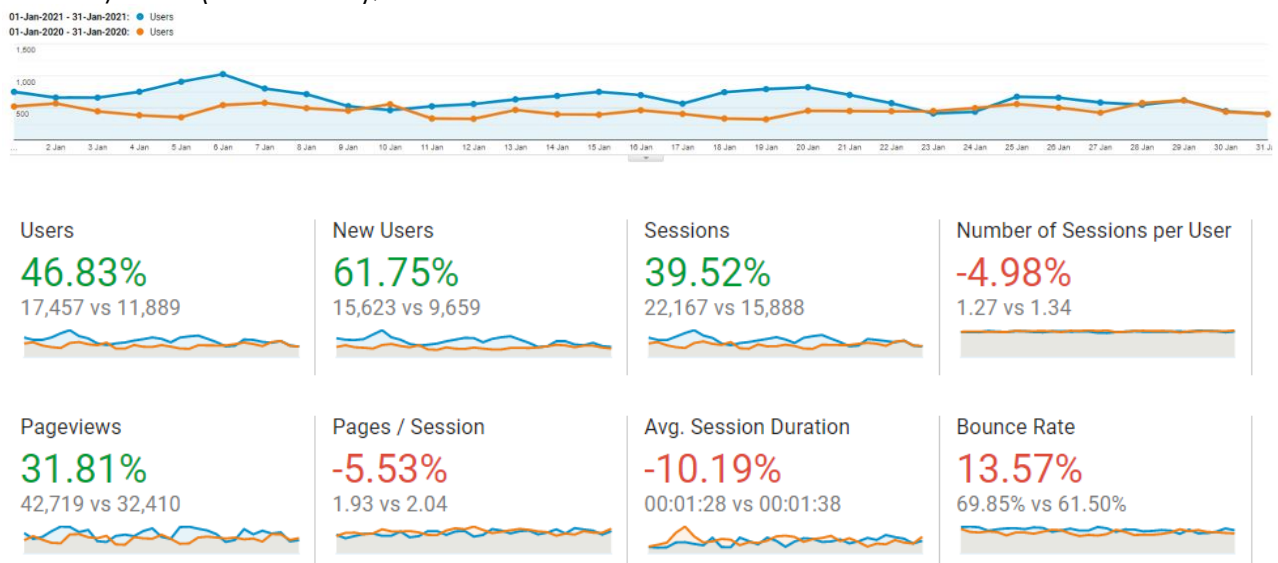 01-Jan-2021 - 31-Jan-2021: Users
01-Jan-2020 - 31-Jan-2020: Users
1,500
1,000
500
... 2 Jan 3 Jan 4 Jan 5 Jan 6 Jan 7 Jan 8 Jan 9 Jan 10 Jan 11 Jan 12 Jan 13 Jan 14 Jan 15 Jan 16 Jan 17 Jan 18 Jan 19 Jan 20 Jan 21 Jan 22 Jan 23 Jan 24 Jan 25 Jan 26 Jan 27 Jan 28 Jan 29 Jan 30 Jan 31 J
Users New Users Sessions Number of Sessions per User
46.83% 61.75% 39.52% -4.98%
17,457 vs 11,889 15,623 vs 9,659 22,167 vs 15,888 1.27 vs 1.34
Pageviews Pages / Session Avg. Session Duration Bounce Rate
31.81% -5.53% -10.19% 13.57%
42,719 vs 32,410 1.93 vs 2.04 00:01:28 vs 00:01:38 69.85% vs 61.50%